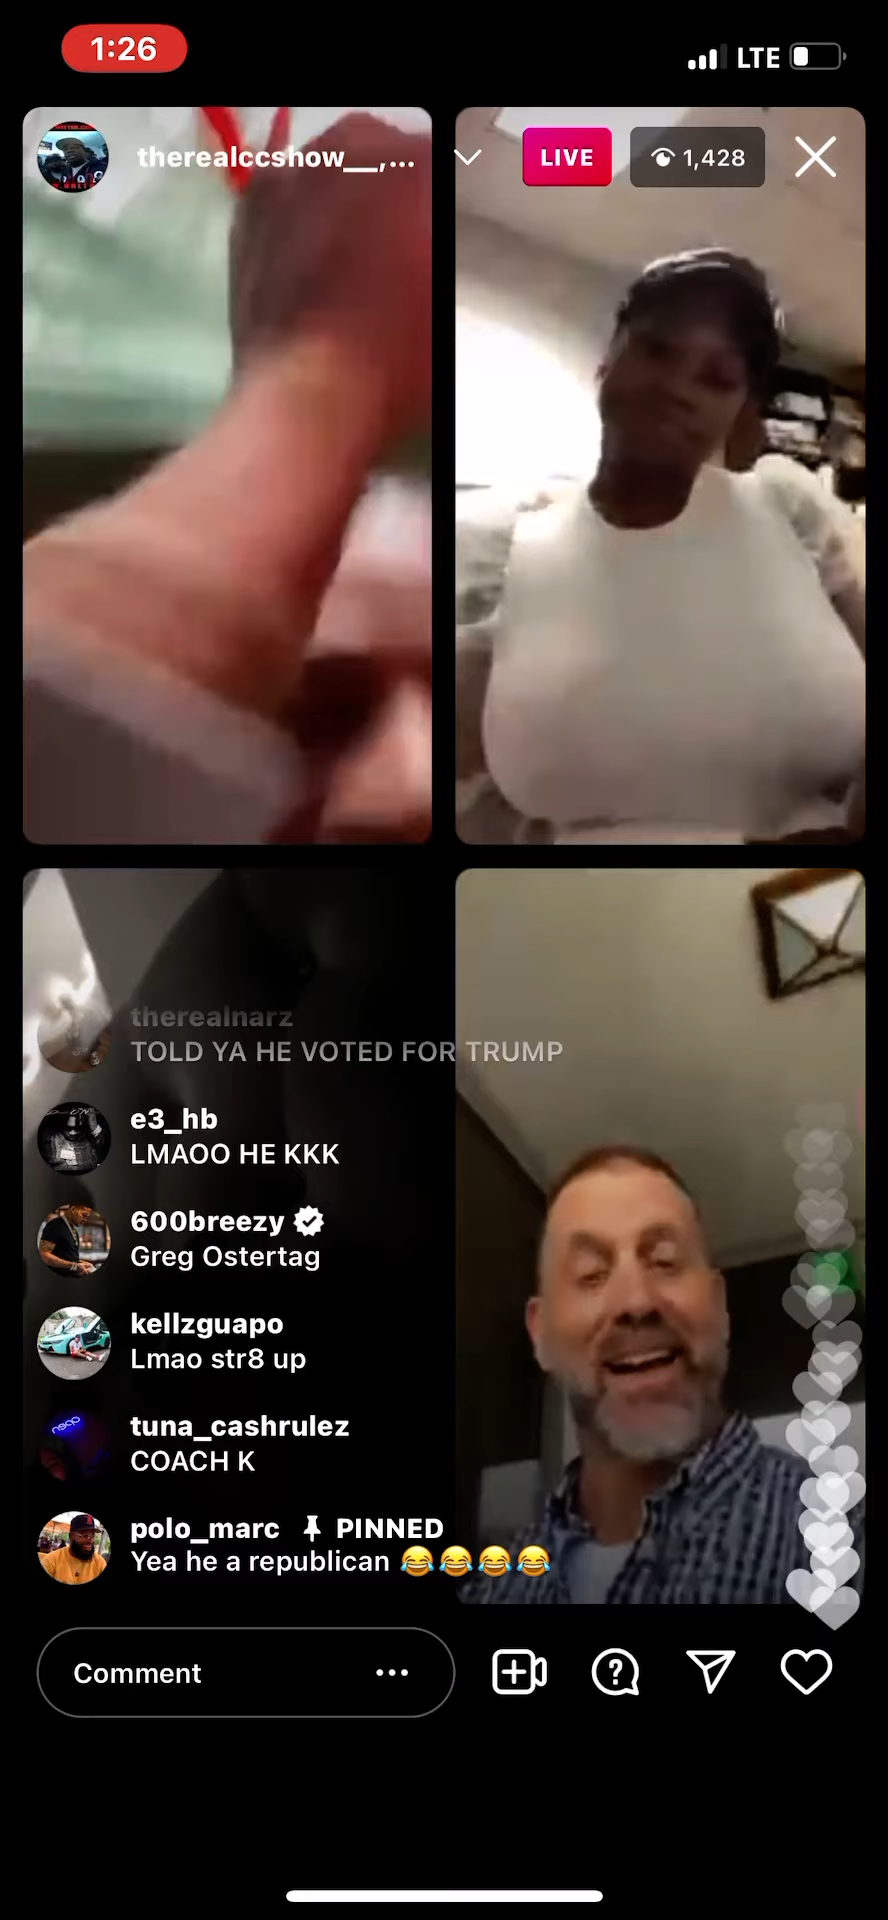 1:26
LTE
therealccshow__,...
LIVE
1,428
therealnarz
TOLD YA HE VOTED FOR TRUMP
e3_hb
LMAOO HE KKK
600breezy
Greg Ostertag
kellzguapo
Lmao str8 up
tuna_cashrulez
COACH K
polo_marc PINNED
Yea he a republican 😂😂😂😂
Comment ...